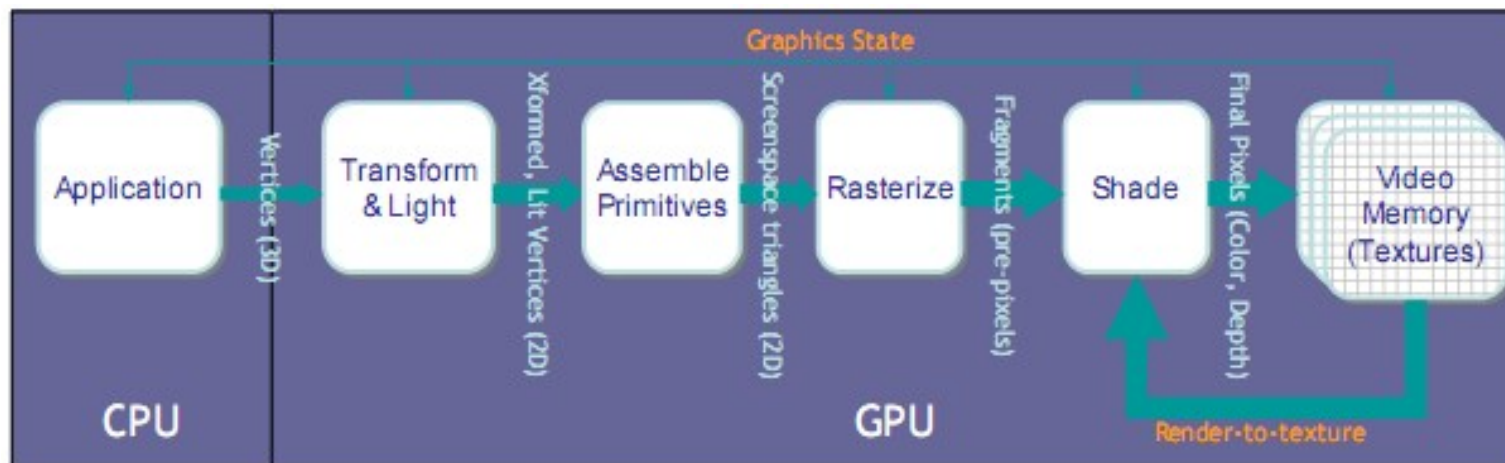 Graphics State
Application
Vertices (3D)
Transform
& Light
Xformed, Lit Vertices (2D)
Assemble
Primitives
Screenspace triangles (2D)
Rasterize
Fragments (pre-pixels)
Shade
Final Pixels (Color, Depth)
Video
Memory
(Textures)
CPU
GPU
Render-to-texture